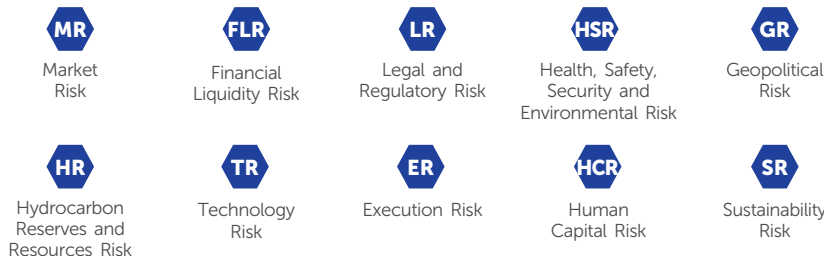 MR
Market
Risk
FLR
Financial
Liquidity Risk
LR
Legal and
Regulatory Risk
HSR
Health, Safety,
Security and
Environmental Risk
GR
Geopolitical
Risk
HR
Hydrocarbon
Reserves and
Resources Risk
TR
Technology
Risk
ER
Execution Risk
HCR
Human
Capital Risk
SR
Sustainability
Risk